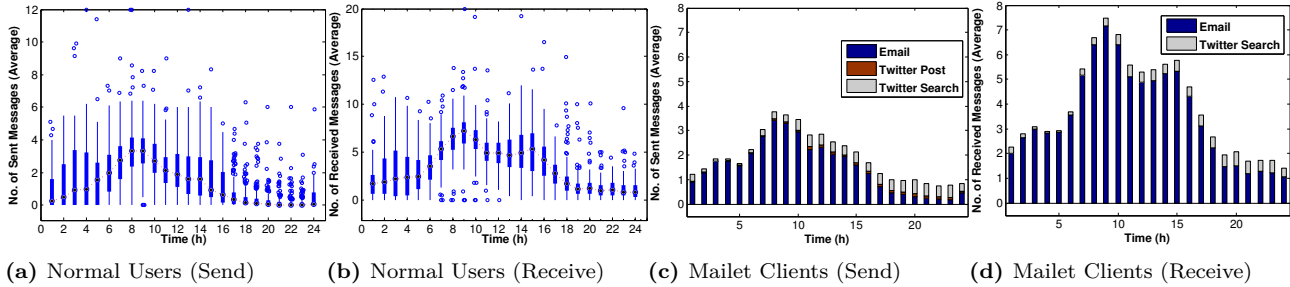 No. of Sent Messages (Average)
12
10
8
6
4
2
0
0 2 4 6 8 10 12 14 16 18 20 22 24
Time (h)
(a) Normal Users (Send)
No. of Received Messages (Average)
20
15
10
5
0
0 2 4 6 8 10 12 14 16 18 20 22 24
Time (h)
(b) Normal Users (Receive)
No. of Sent Messages (Average)
8
7
6
5
4
3
2
1
0
5 10 15 20
Time (h)
Email
Twitter Post
Twitter Search
(c) Mailet Clients (Send)
No. of Received Messages (Average)
8
7
6
5
4
3
2
1
0
5 10 15 20
Time (h)
Email
Twitter Search
(d) Mailet Clients (Receive)